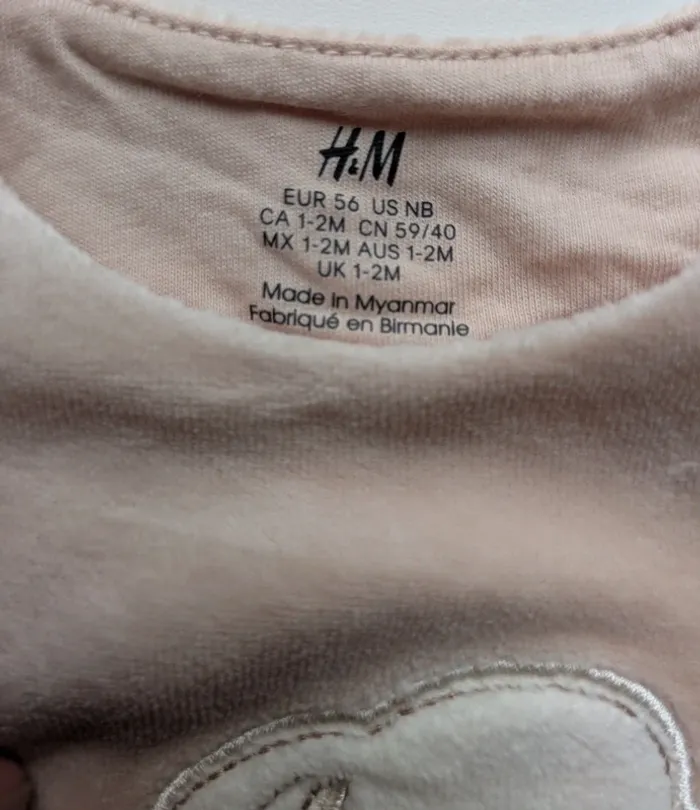 H&M
EUR 56 US NB
CA 1-2M CN 59/40
MX 1-2M AUS 1-2M
UK 1-2M
Made in Myanmar
Fabriqué en Birmanie